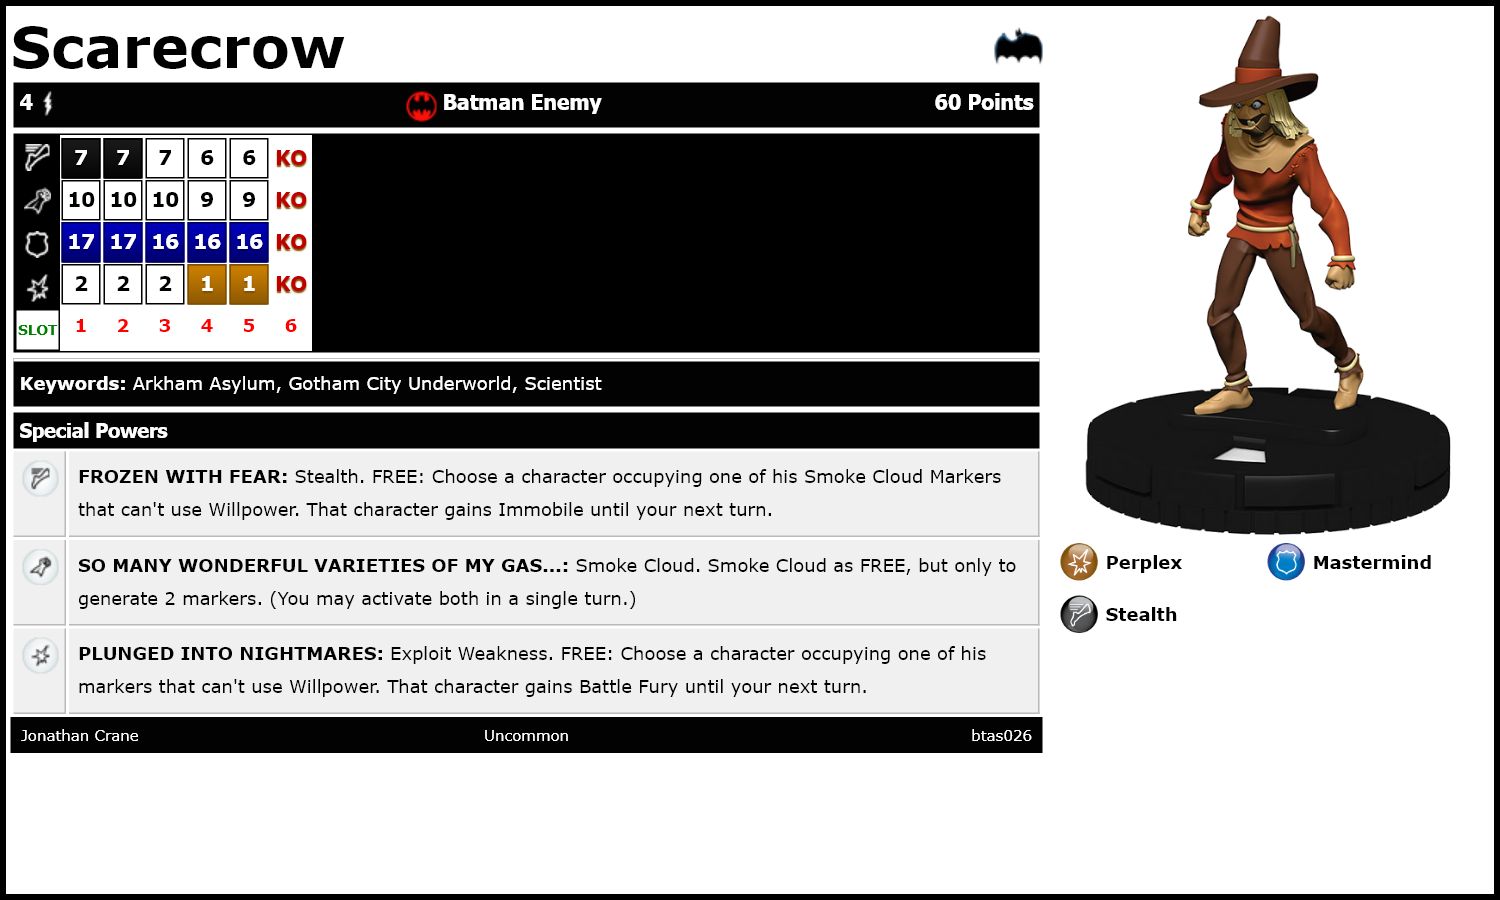 Scarecrow
4 Batman Enemy 60 Points
7 7 7 6 6 KO
10 10 10 9 9 KO
17 17 16 16 16 KO
2 2 2 1 1 KO
SLOT 1 2 3 4 5 6
Keywords: Arkham Asylum, Gotham City Underworld, Scientist
Special Powers
FROZEN WITH FEAR: Stealth. FREE: Choose a character occupying one of his Smoke Cloud Markers
that can't use Willpower. That character gains Immobile until your next turn.
SO MANY WONDERFUL VARIETIES OF MY GAS...: Smoke Cloud. Smoke Cloud as FREE, but only to
generate 2 markers. (You may activate both in a single turn.)
PLUNGED INTO NIGHTMARES: Exploit Weakness. FREE: Choose a character occupying one of his
markers that can't use Willpower. That character gains Battle Fury until your next turn.
Jonathan Crane Uncommon btas026
Perplex Mastermind
Stealth